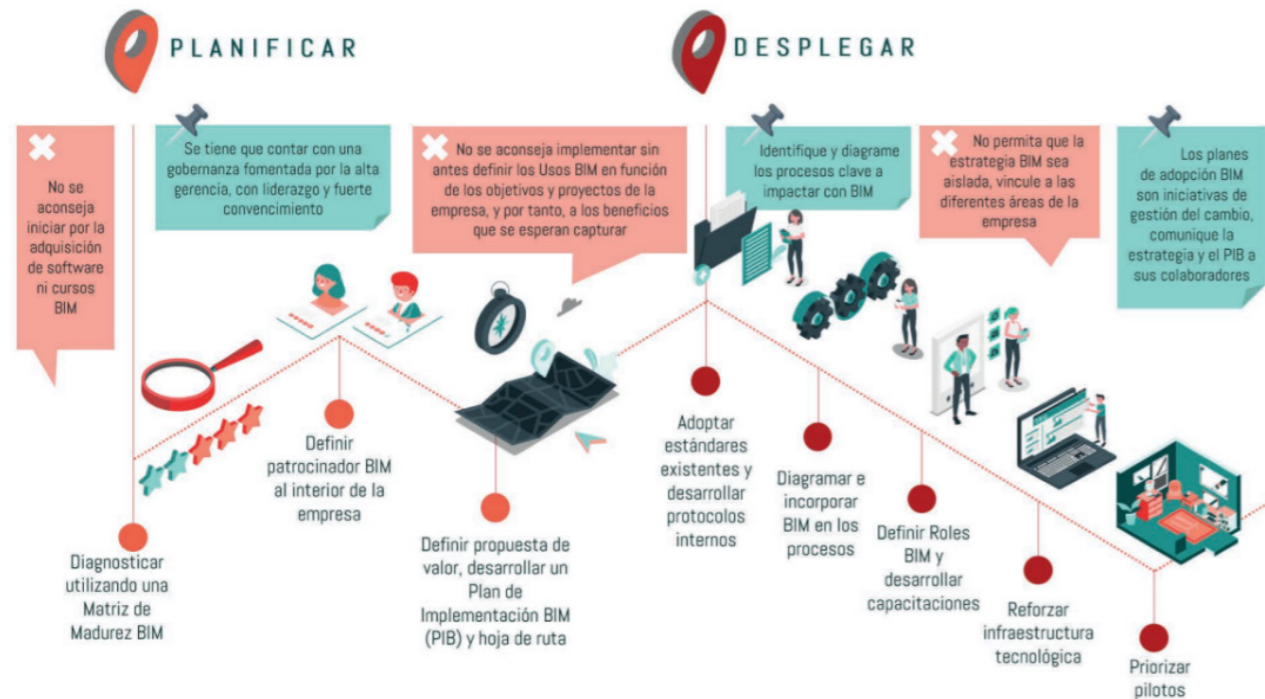 PLANIFICAR
DESPLEGAR
No se
aconseja
iniciar por la
adquisición
de software
ni cursos
BIM
Se tiene que contar con una
gobernanza fomentada por la alta
gerencia, con liderazgo y fuerte
convencimiento
No se aconseja implementar sin
antes definir los Usos BIM en función
de los objetivos y proyectos de la
empresa, y por tanto, a los beneficios
que se esperan capturar
Identifique y diagrame
los procesos clave a
impactar con BIM
No permita que la
estrategia BIM sea
aislada, vincule a las
diferentes áreas de la
empresa
Los planes
de adopción BIM
son iniciativas de
gestión del cambio,
comunique la
estrategia y el PIB a
sus colaboradores
Diagnosticar
utilizando una
Matriz de
Madurez BIM
Definir
patrocinador BIM
al interior de la
empresa
Definir propuesta de
valor, desarrollar un
Plan de
Implementación BIM
(PIB) y hoja de ruta
Adoptar
estándares
existentes y
desarrollar
protocolos
internos
Diagramar e
incorporar
BIM en los
procesos
Definir Roles
BIM y
desarrollar
capacitaciones
Reforzar
infraestructura
tecnológica
Priorizar
pilotos